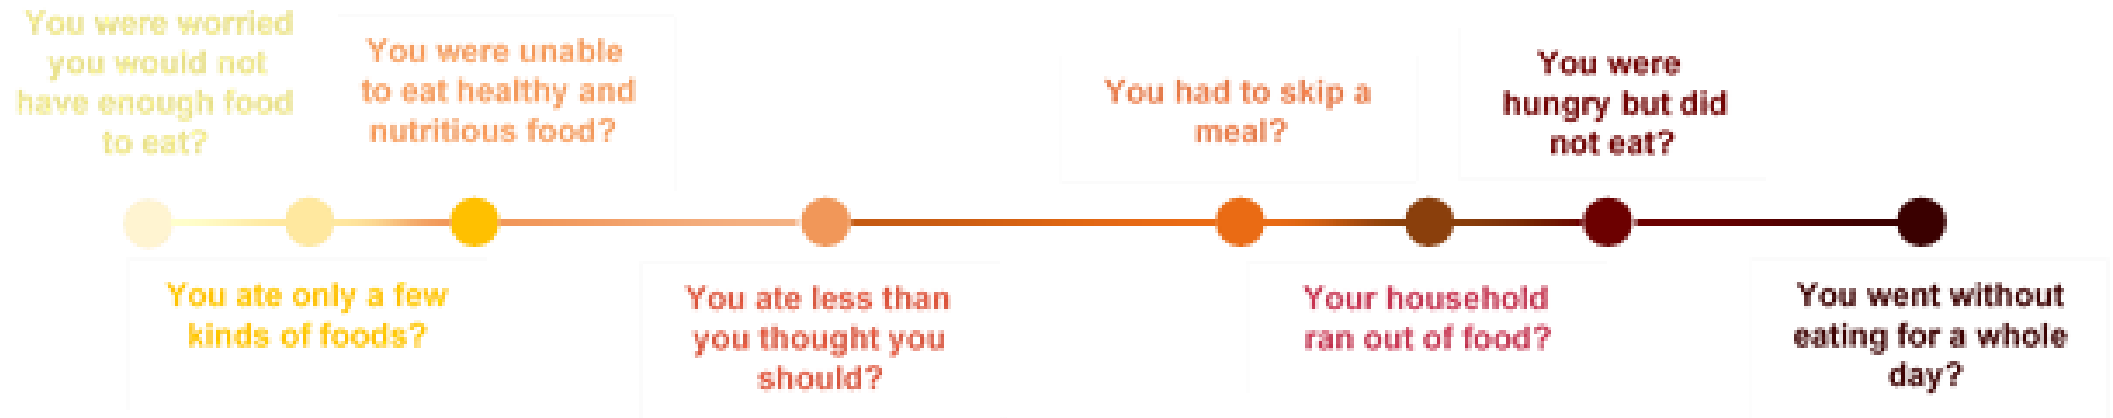 You were worried
you would not
have enough food
to eat?
You ate only a few
kinds of foods?
You were unable
to eat healthy and
nutritious food?
You ate less than
you thought you
should?
You had to skip a
meal?
Your household
ran out of food?
You were
hungry but did
not eat?
You went without
eating for a whole
day?